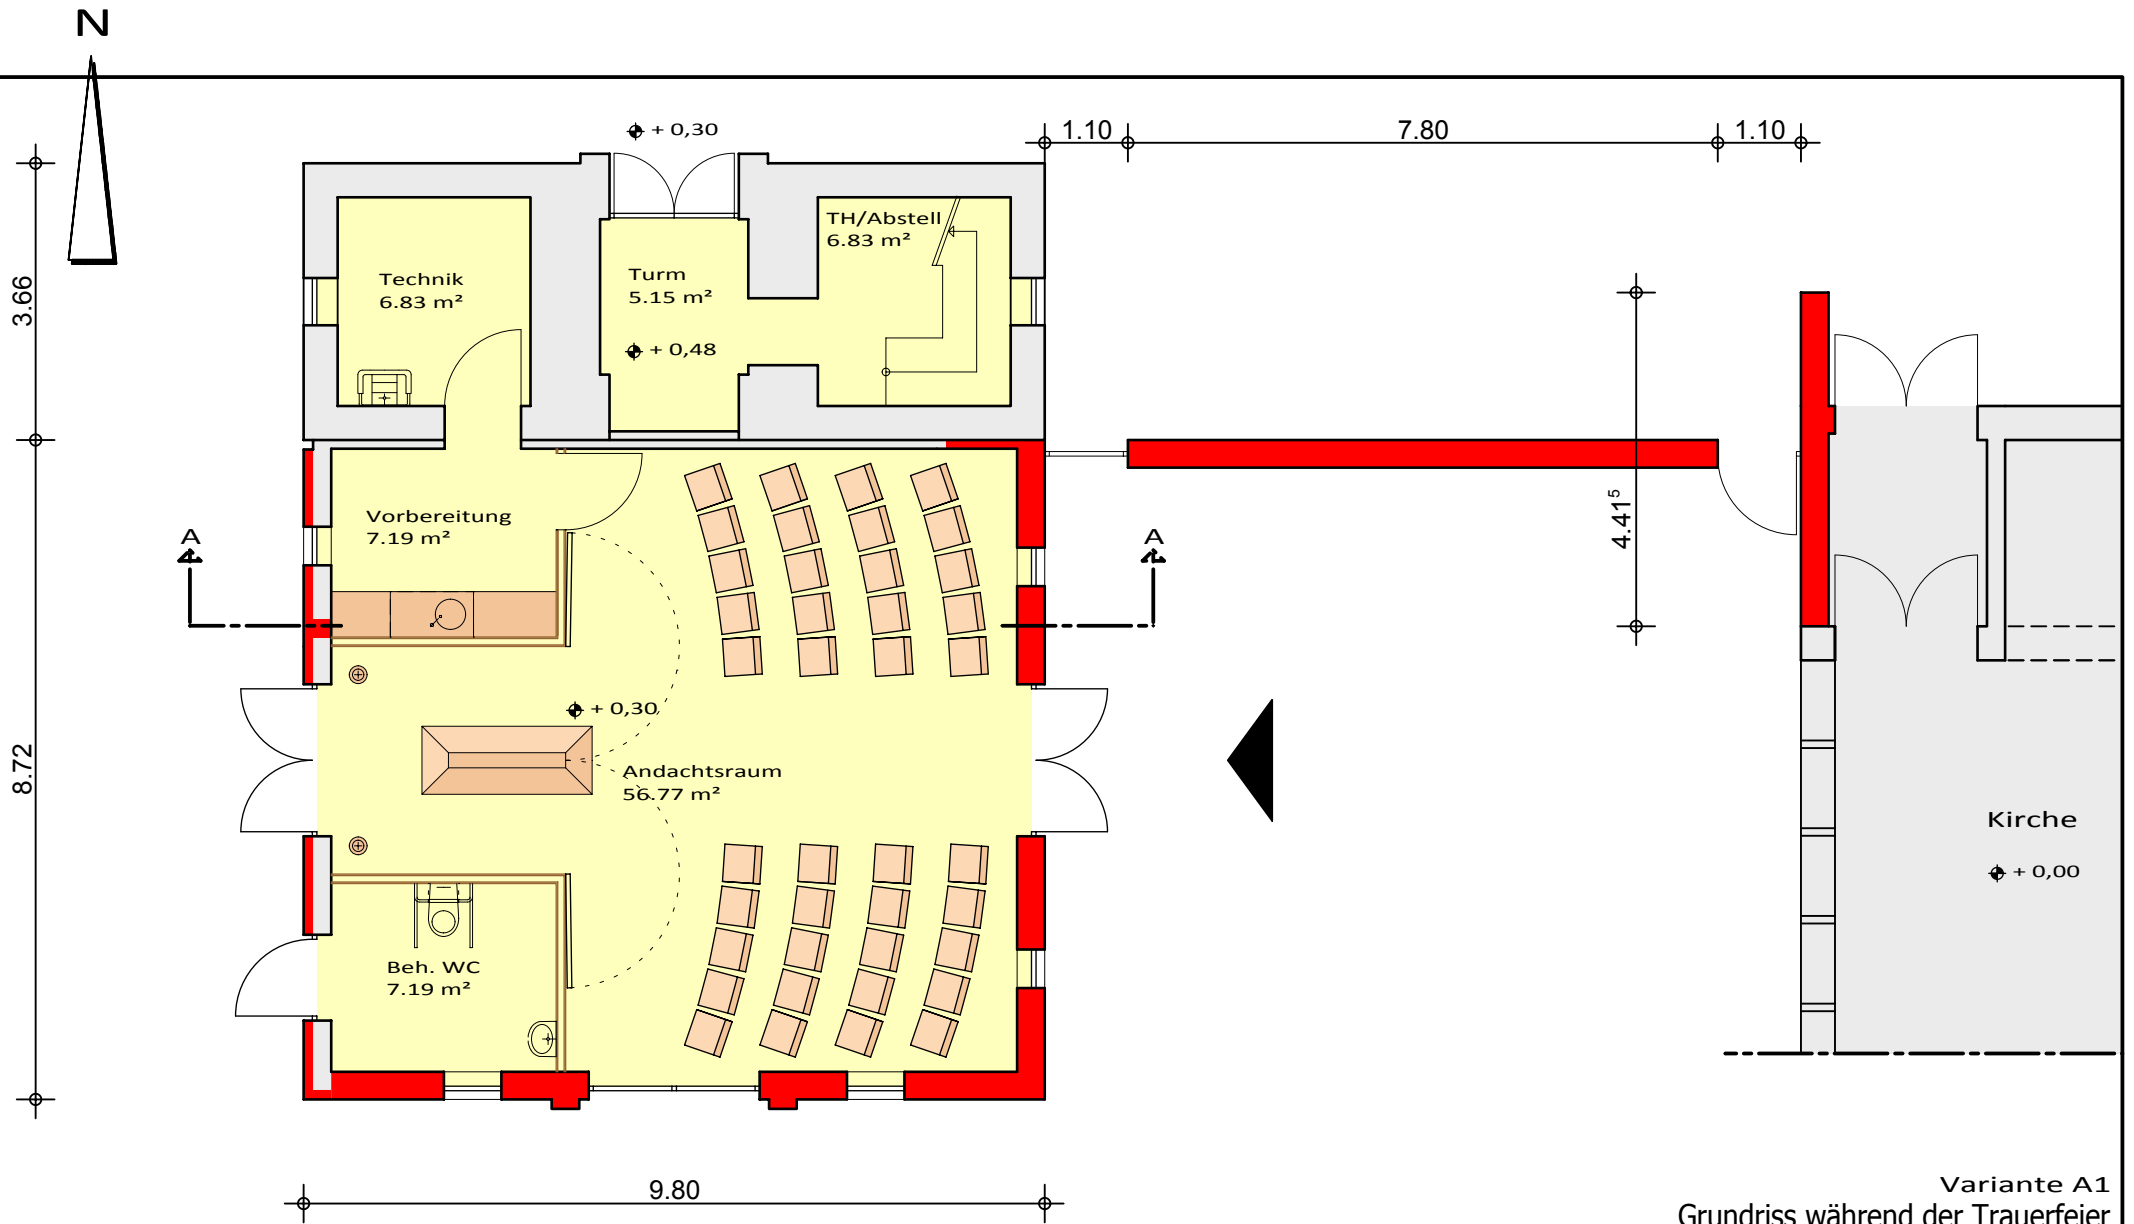 N
+ 0,30
1.10
7.80
1.10
3.66
Technik
6.83 m²
Turm
5.15 m²
+ 0,48
TH/Abstell
6.83 m²
4.41⁵
A
Vorbereitung
7.19 m²
A
+ 0,30
8.72
Andachtsraum
56.77 m²
Kirche
+ 0,00
Beh. WC
7.19 m²
9.80
Variante A1
Grundriss während der Trauerfeier